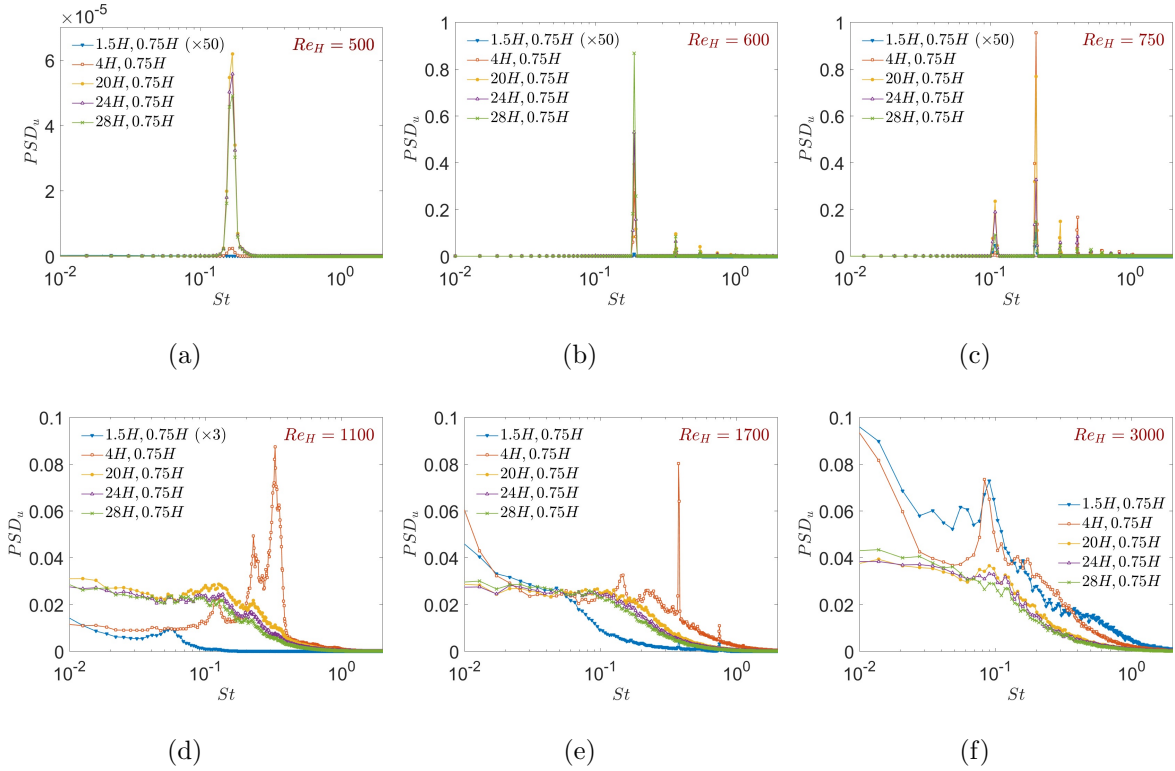 ×10⁻⁵
6
4
2
0
PSD_u
1.5H, 0.75H (×50)
4H, 0.75H
20H, 0.75H
24H, 0.75H
28H, 0.75H
Re_H = 500
10⁻² 10⁻¹ 10⁰
St
(a)
1
0.8
0.6
0.4
0.2
0
PSD_u
1.5H, 0.75H (×50)
4H, 0.75H
20H, 0.75H
24H, 0.75H
28H, 0.75H
Re_H = 600
10⁻² 10⁻¹ 10⁰
St
(b)
1
0.8
0.6
0.4
0.2
0
PSD_u
1.5H, 0.75H (×50)
4H, 0.75H
20H, 0.75H
24H, 0.75H
28H, 0.75H
Re_H = 750
10⁻² 10⁻¹ 10⁰
St
(c)
0.1
0.08
0.06
0.04
0.02
0
PSD_u
1.5H, 0.75H (×3)
4H, 0.75H
20H, 0.75H
24H, 0.75H
28H, 0.75H
Re_H = 1100
10⁻² 10⁻¹ 10⁰
St
(d)
0.1
0.08
0.06
0.04
0.02
0
PSD_u
1.5H, 0.75H
4H, 0.75H
20H, 0.75H
24H, 0.75H
28H, 0.75H
Re_H = 1700
10⁻² 10⁻¹ 10⁰
St
(e)
0.1
0.08
0.06
0.04
0.02
0
PSD_u
Re_H = 3000
1.5H, 0.75H
4H, 0.75H
20H, 0.75H
24H, 0.75H
28H, 0.75H
10⁻² 10⁻¹ 10⁰
St
(f)